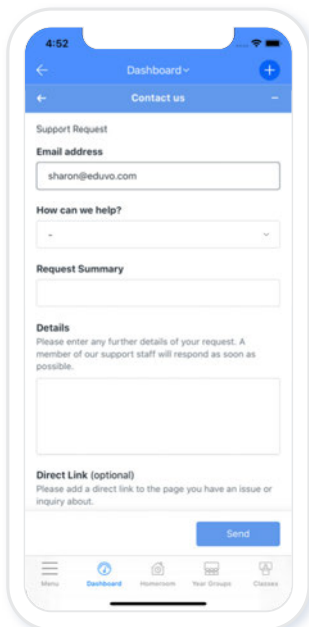 4:52
Dashboard
Contact us
Support Request
Email address
sharon@eduvo.com
How can we help?
-
Request Summary
Details
Please enter any further details of your request. A
member of our support staff will respond as soon as
possible.
Direct Link (optional)
Please add a direct link to the page you have an issue or
inquiry about.
Send
Menu Dashboard Homeroom Year Groups Classes